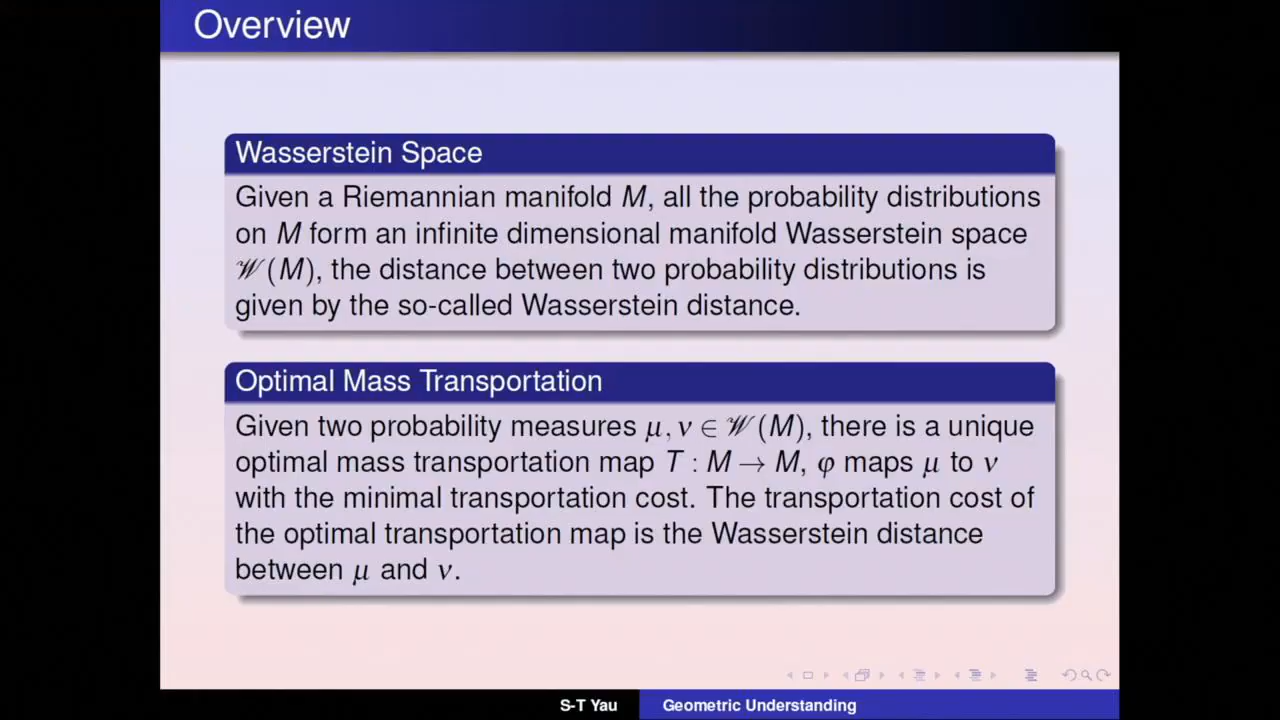 Overview
Wasserstein Space
Given a Riemannian manifold M, all the probability distributions
on M form an infinite dimensional manifold Wasserstein space
𝒲(M), the distance between two probability distributions is
given by the so-called Wasserstein distance.
Optimal Mass Transportation
Given two probability measures μ, ν ∈ 𝒲(M), there is a unique
optimal mass transportation map T : M → M, φ maps μ to ν
with the minimal transportation cost. The transportation cost of
the optimal transportation map is the Wasserstein distance
between μ and ν.
S-T Yau Geometric Understanding